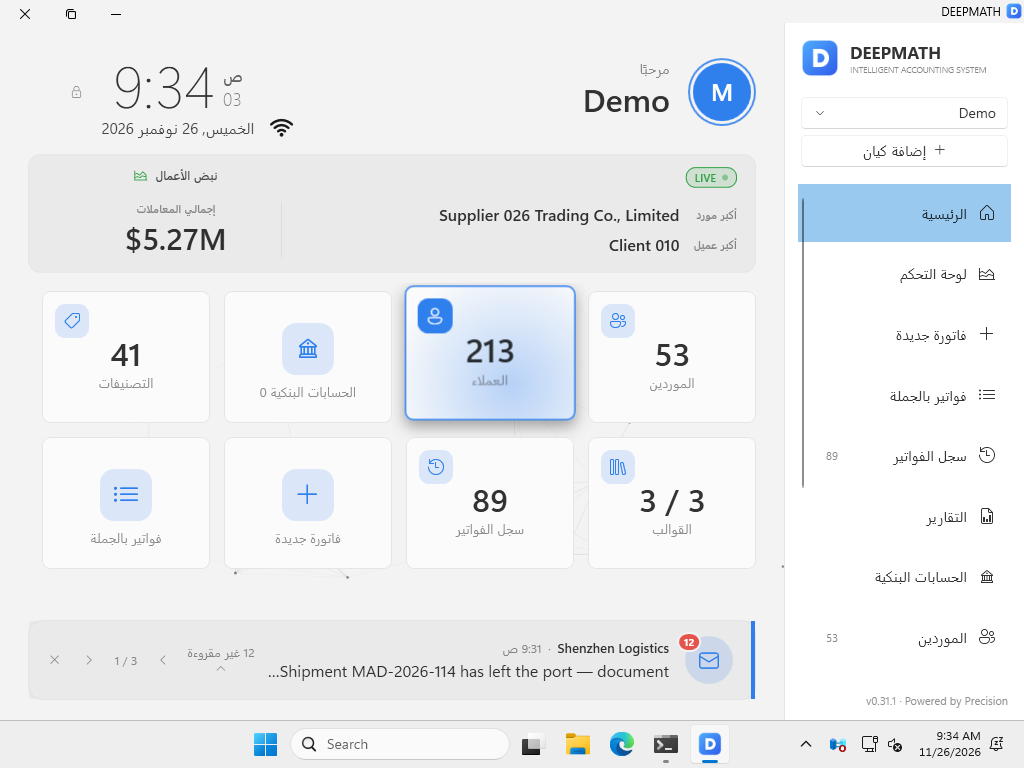 DEEPMATH D
D DEEPMATH
INTELLIGENT ACCOUNTING SYSTEM
Demo
إضافة كيان
الرئيسية
لوحة التحكم
فاتورة جديدة
فواتير بالجملة
سجل الفواتير 89
التقارير
الحسابات البنكية
الموردين 53
v0.31.1 · Powered by Precision
مرحبًا
Demo
M
9:34 ص
03
الخميس, 26 نوفمبر 2026
LIVE
نبض الأعمال
أكبر مورد Supplier 026 Trading Co., Limited
أكبر عميل Client 010
إجمالي المعاملات
$5.27M
53
الموردين
213
العملاء
الحسابات البنكية 0
41
التصنيفات
3 / 3
القوالب
89
سجل الفواتير
فاتورة جديدة
فواتير بالجملة
12
Shenzhen Logistics · 9:31 ص
Shipment MAD-2026-114 has left the port — document...
12 غير مقروءة
1 / 3
Search
D
9:34 AM
11/26/2026